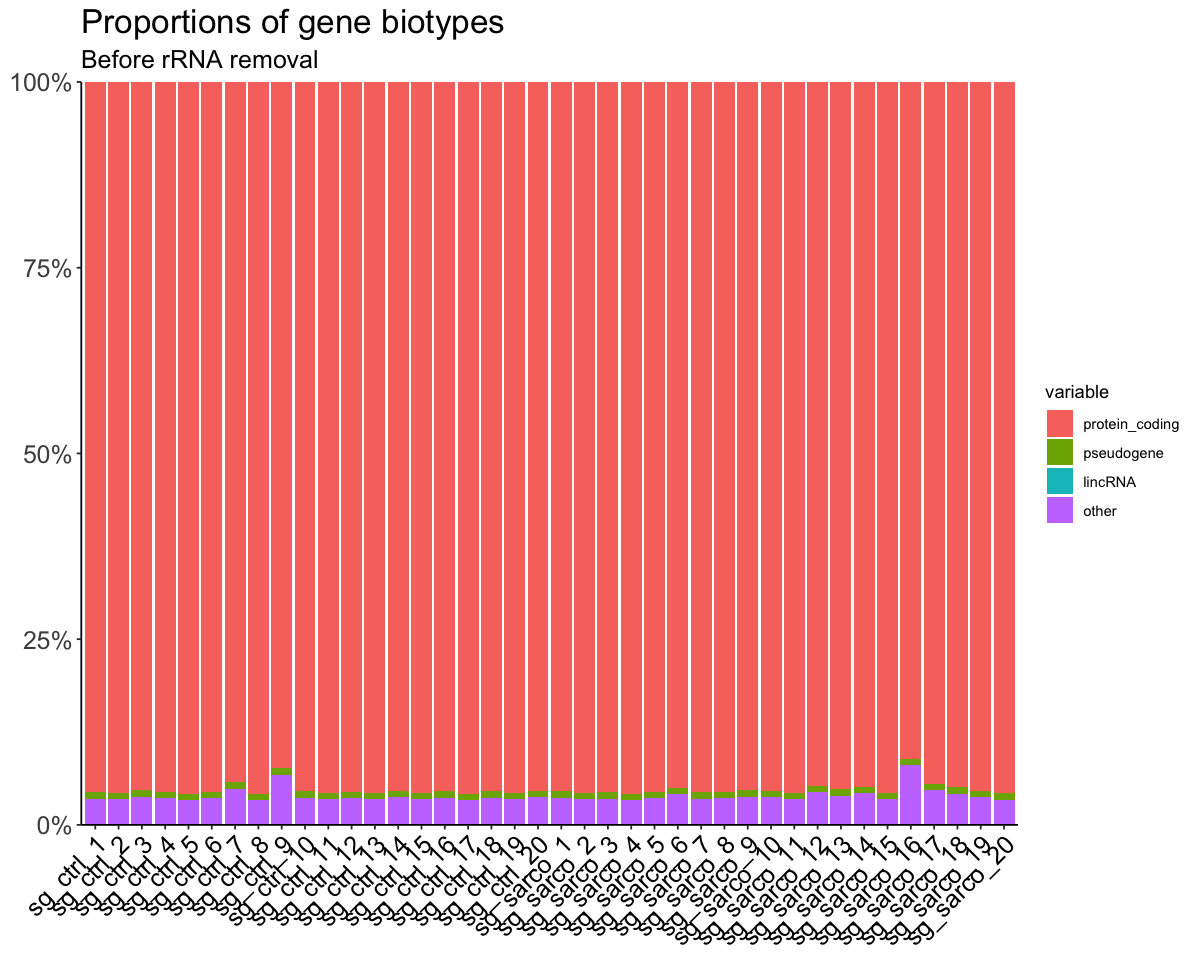 Proportions of gene biotypes
Before rRNA removal
100%
75%
50%
25%
0%
sg_ctrl_1
sg_ctrl_2
sg_ctrl_3
sg_ctrl_4
sg_ctrl_5
sg_ctrl_6
sg_ctrl_7
sg_ctrl_8
sg_ctrl_9
sg_ctrl_10
sg_ctrl_11
sg_ctrl_12
sg_ctrl_13
sg_ctrl_14
sg_ctrl_15
sg_ctrl_16
sg_ctrl_17
sg_ctrl_18
sg_ctrl_19
sg_ctrl_20
sg_sarco_1
sg_sarco_2
sg_sarco_3
sg_sarco_4
sg_sarco_5
sg_sarco_6
sg_sarco_7
sg_sarco_8
sg_sarco_9
sg_sarco_10
sg_sarco_11
sg_sarco_12
sg_sarco_13
sg_sarco_14
sg_sarco_15
sg_sarco_16
sg_sarco_17
sg_sarco_18
sg_sarco_19
sg_sarco_20
variable
protein_coding
pseudogene
lincRNA
other